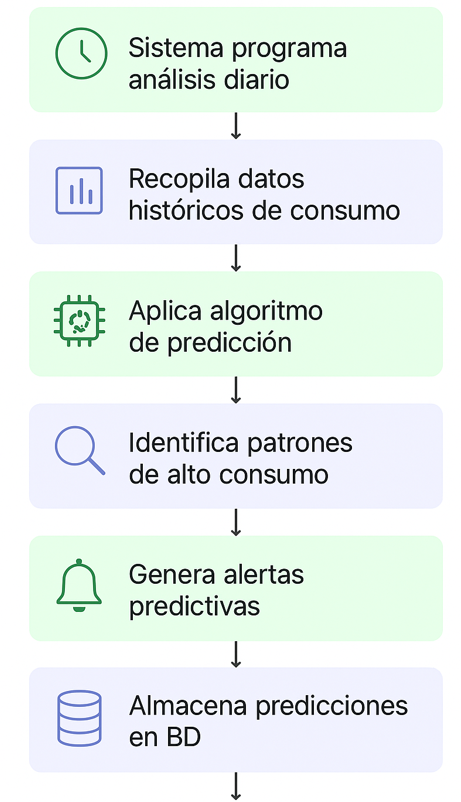 Sistema programa
análisis diario
Recopila datos
históricos de consumo
Aplica algoritmo
de predicción
Identifica patrones
de alto consumo
Genera alertas
predictivas
Almacena predicciones
en BD